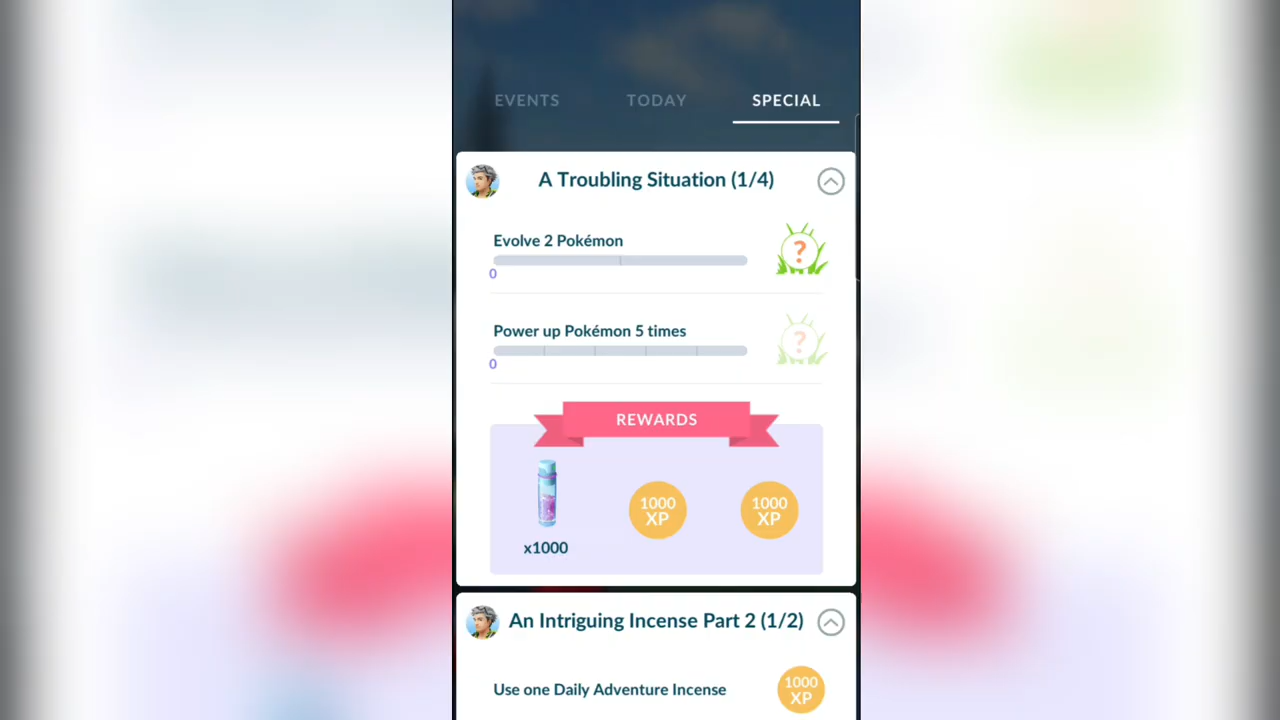 EVENTS TODAY SPECIAL
A Troubling Situation (1/4)
Evolve 2 Pokémon
?
0
Power up Pokémon 5 times
?
0
REWARDS
1000 XP
1000 XP
x1000
An Intriguing Incense Part 2 (1/2)
Use one Daily Adventure Incense
1000 XP